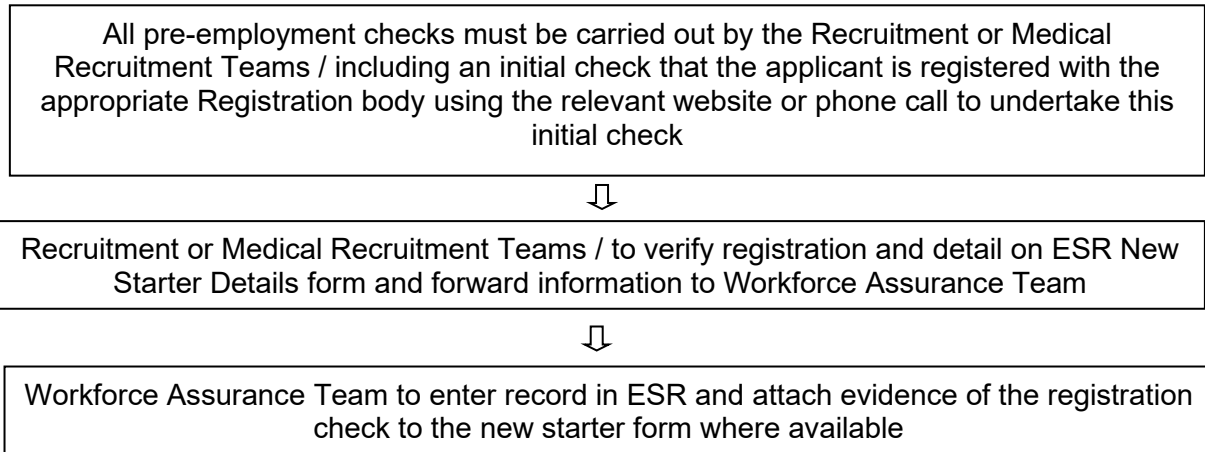 All pre-employment checks must be carried out by the Recruitment or Medical
Recruitment Teams / including an initial check that the applicant is registered with the
appropriate Registration body using the relevant website or phone call to undertake this
initial check
Recruitment or Medical Recruitment Teams / to verify registration and detail on ESR New
Starter Details form and forward information to Workforce Assurance Team
Workforce Assurance Team to enter record in ESR and attach evidence of the registration
check to the new starter form where available